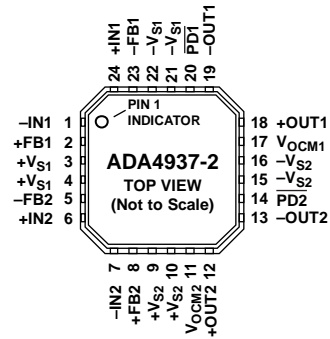 +IN1
–FB1
–VS1
–VS1
PD1
–OUT1
24 23 22 21 20 19
–IN1 1
+FB1 2
+VS1 3
+VS1 4
–FB2 5
+IN2 6
PIN 1
INDICATOR
ADA4937-2
TOP VIEW
(Not to Scale)
18 +OUT1
17 VOCM1
16 –VS2
15 –VS2
14 PD2
13 –OUT2
7 8 9 10 11 12
–IN2
+FB2
+VS2
+VS2
VOCM2
+OUT2